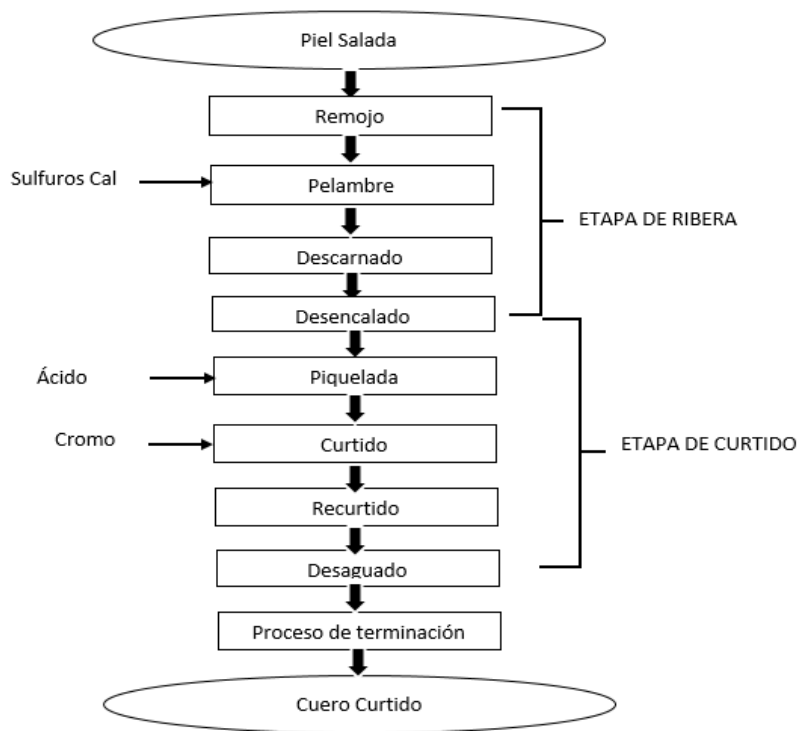 Piel Salada
Remojo
Sulfuros Cal
Pelambre
ETAPA DE RIBERA
Descarnado
Desencalado
Ácido
Piquelada
Cromo
Curtido
ETAPA DE CURTIDO
Recurtido
Desaguado
Proceso de terminación
Cuero Curtido